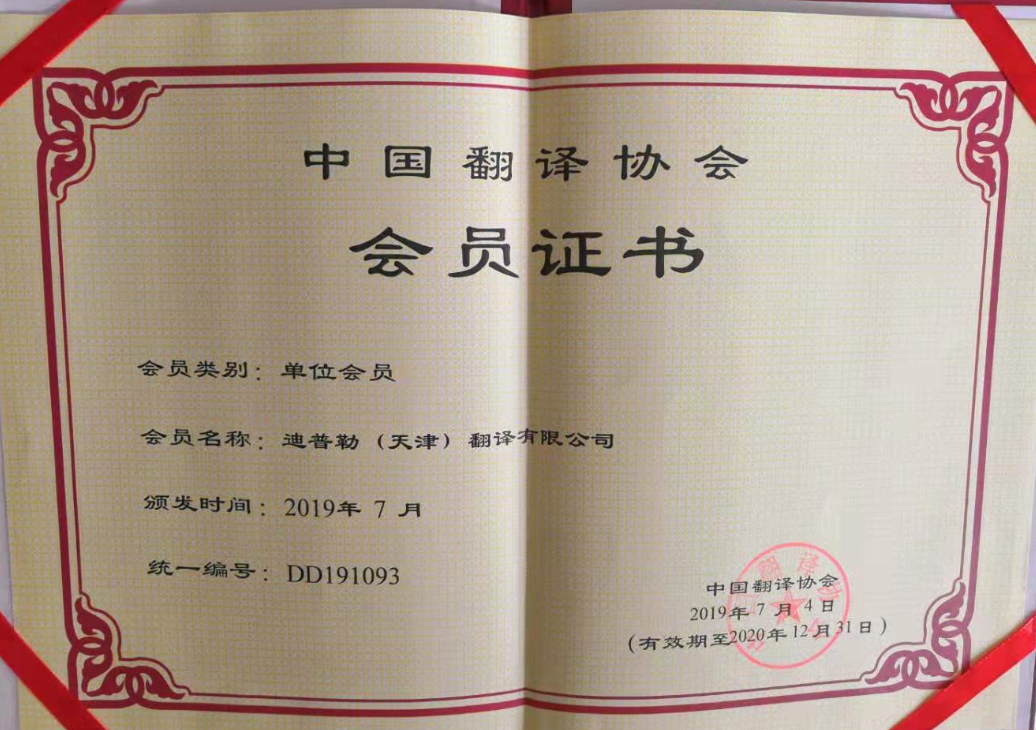 中国翻译协会
会员证书
会员类别：单位会员
会员名称：迪普勒（天津）翻译有限公司
颁发时间：2019年 7 月
统一编号：DD191093
中国翻译协会
2019年 7 月 4 日
（有效期至2020年12月31日）